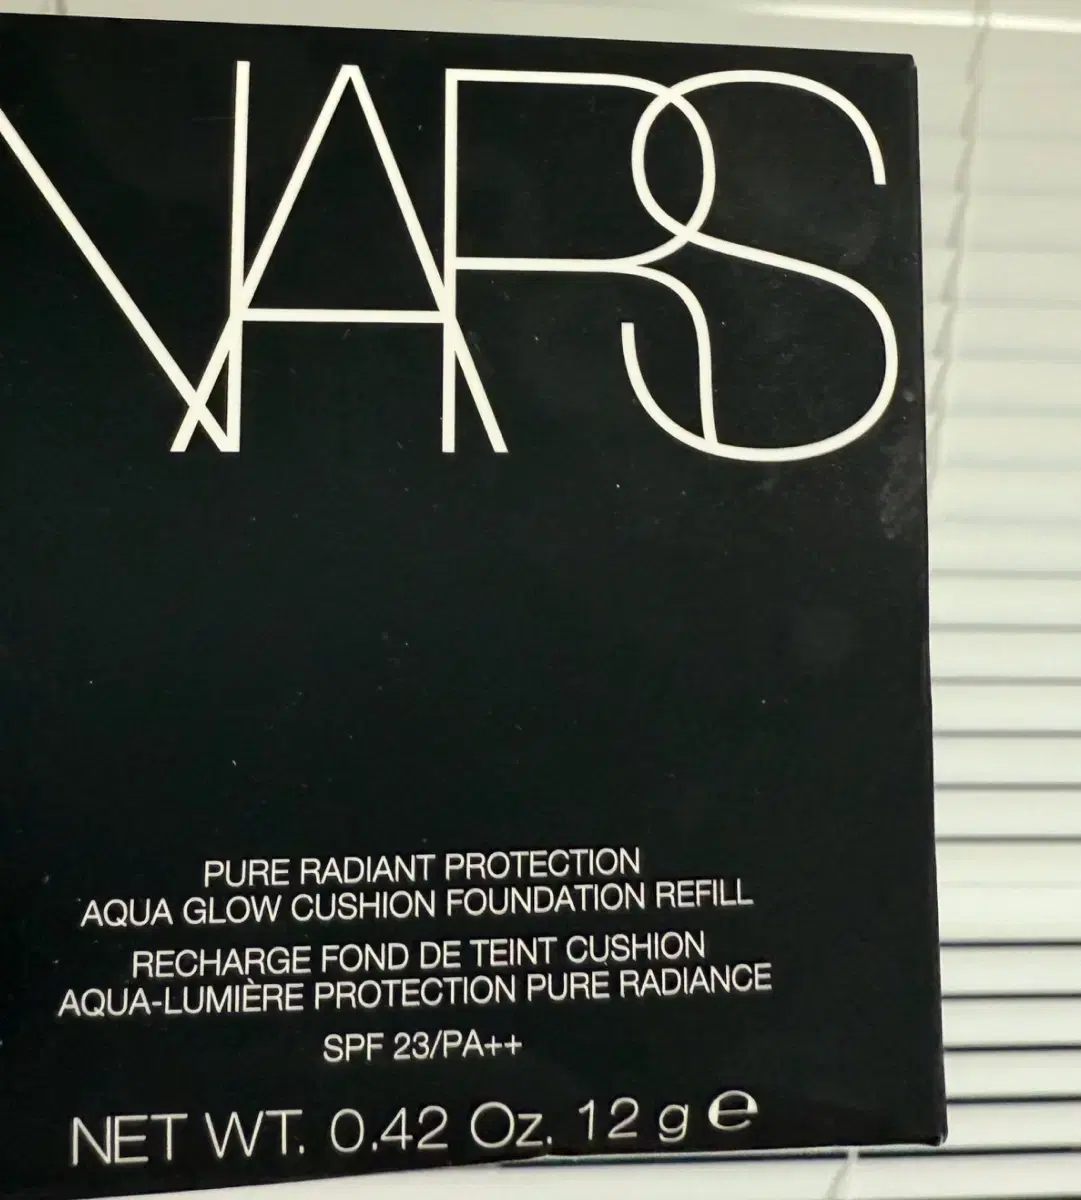 NARS
PURE RADIANT PROTECTION
AQUA GLOW CUSHION FOUNDATION REFILL
RECHARGE FOND DE TEINT CUSHION
AQUA-LUMIÈRE PROTECTION PURE RADIANCE
SPF 23/PA++
NET WT. 0.42 Oz. 12 g ℮